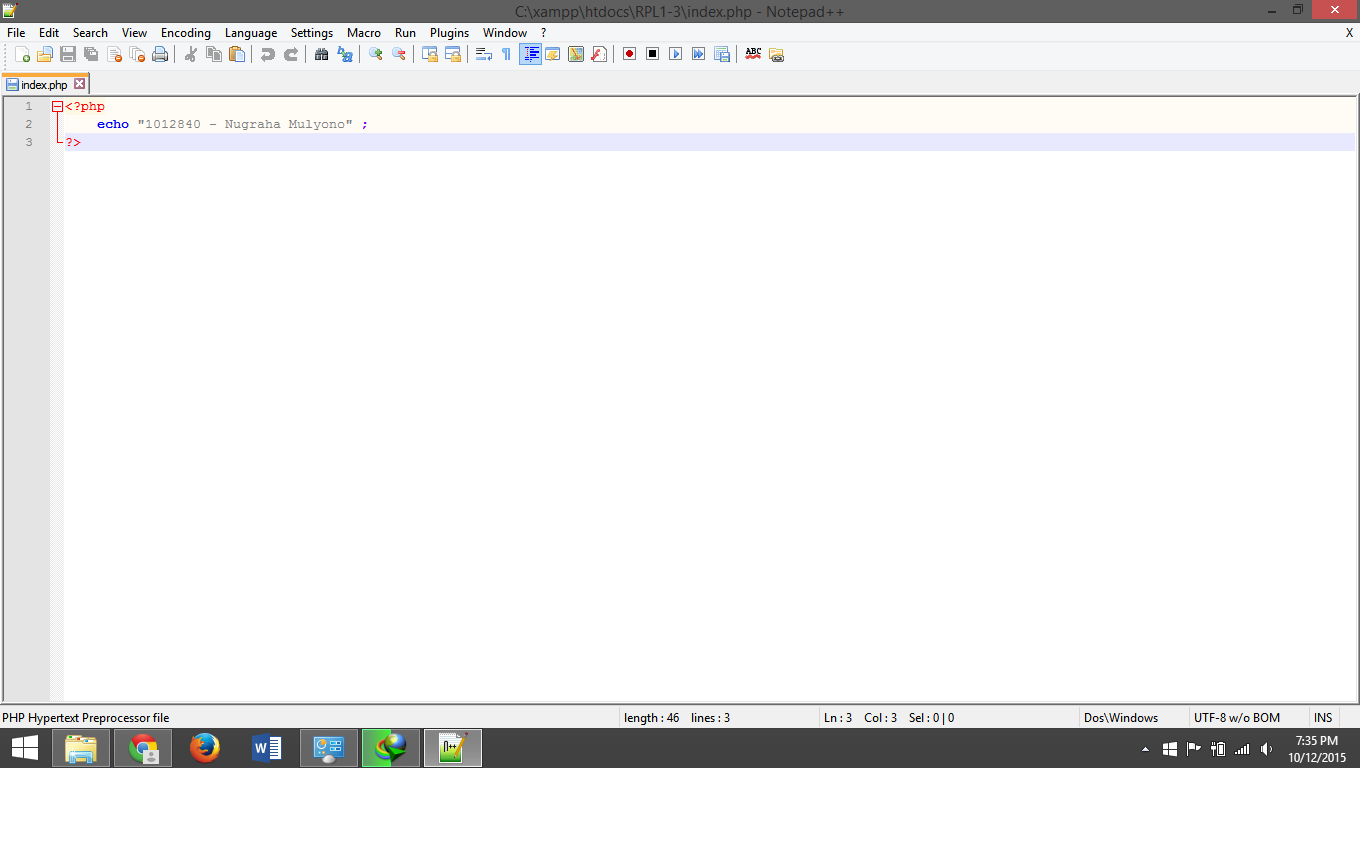 C:\xampp\htdocs\RPL1-3\index.php - Notepad++
File Edit Search View Encoding Language Settings Macro Run Plugins Window ? X
ABC
index.php
1 <?php
2 echo "1012840 - Nugraha Mulyono" ;
3 ?>
PHP Hypertext Preprocessor file length : 46 lines : 3 Ln : 3 Col : 3 Sel : 0 | 0 Dos\Windows UTF-8 w/o BOM INS
7:35 PM
10/12/2015